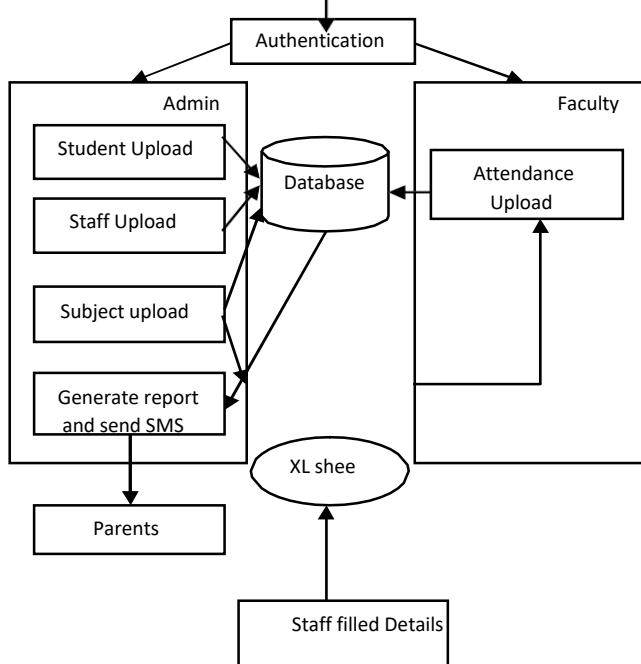 Authentication
Admin
Faculty
Student Upload
Staff Upload
Subject upload
Generate report
and send SMS
Database
Attendance
Upload
XL shee
Parents
Staff filled Details